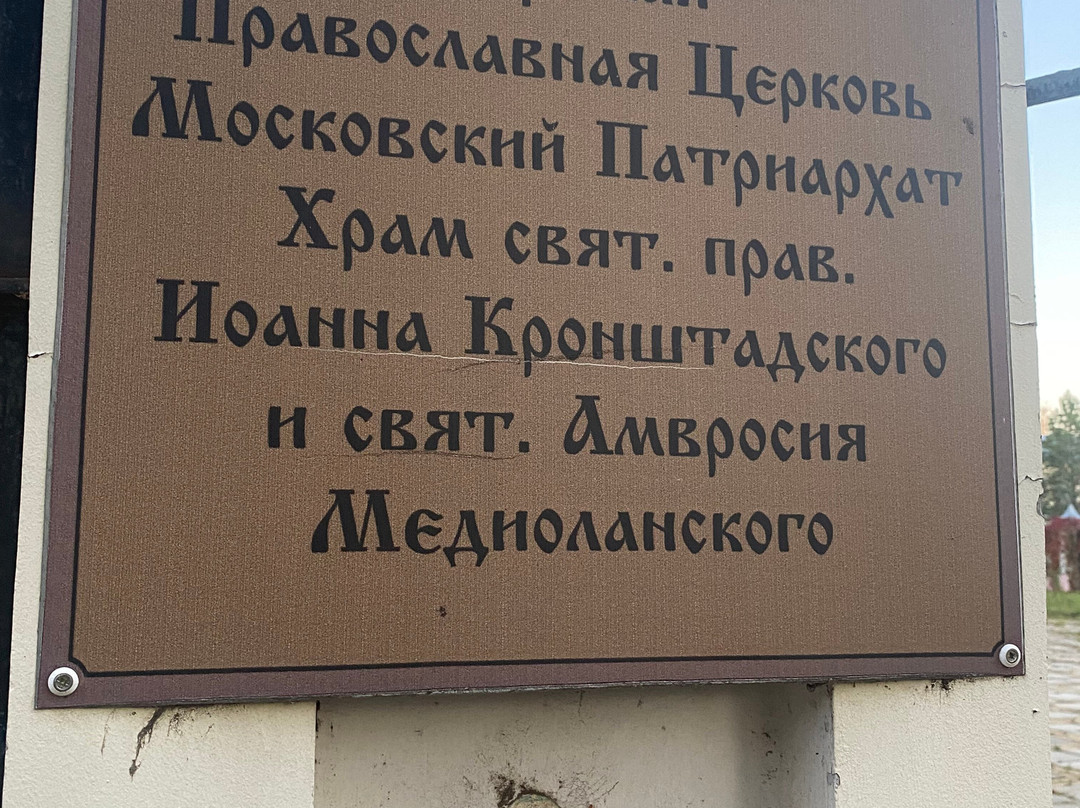 Православная Церковь
Московский Патриархат
Храм свят. прав.
Иоанна Кронштадского
и свят. Амвросия
Медиоланского